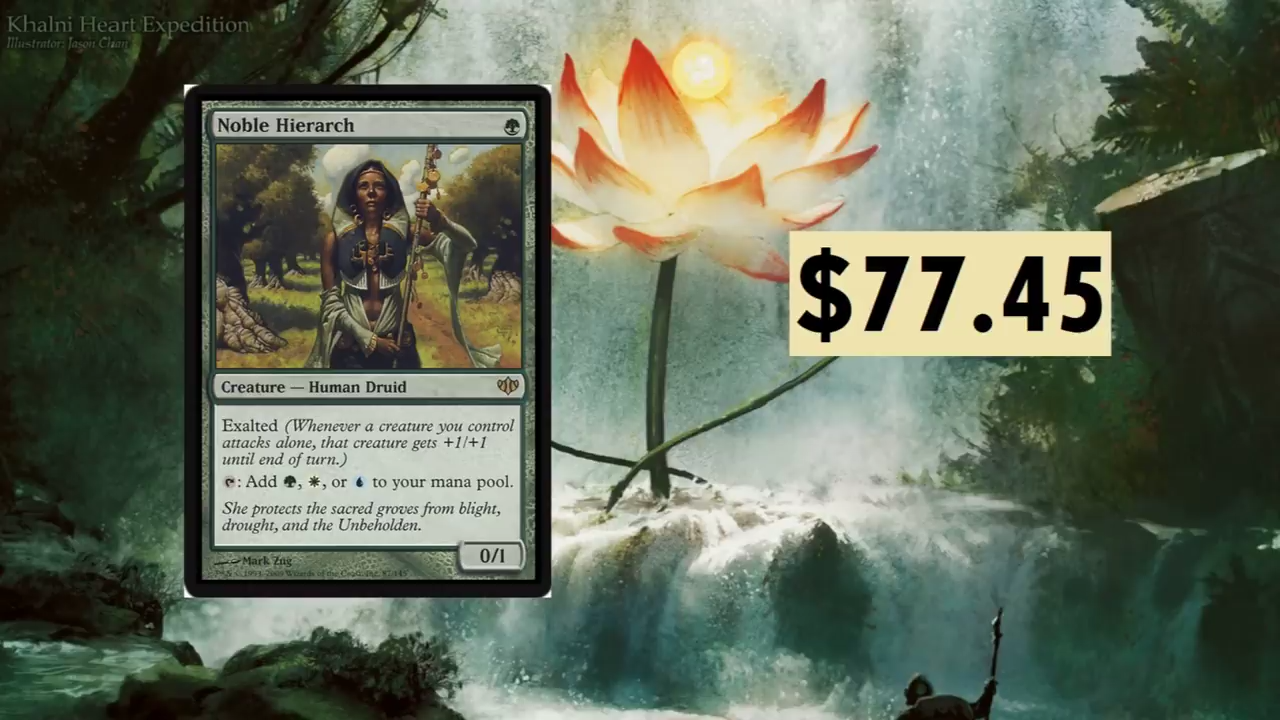 Khalni Heart Expedition
Illustrator: Jason Chan
Noble Hierarch
$77.45
Creature — Human Druid
Exalted (Whenever a creature you control
attacks alone, that creature gets +1/+1
until end of turn.)
: Add , , or to your mana pool.
She protects the sacred groves from blight,
drought, and the Unbeholden.
0/1
Mark Zug